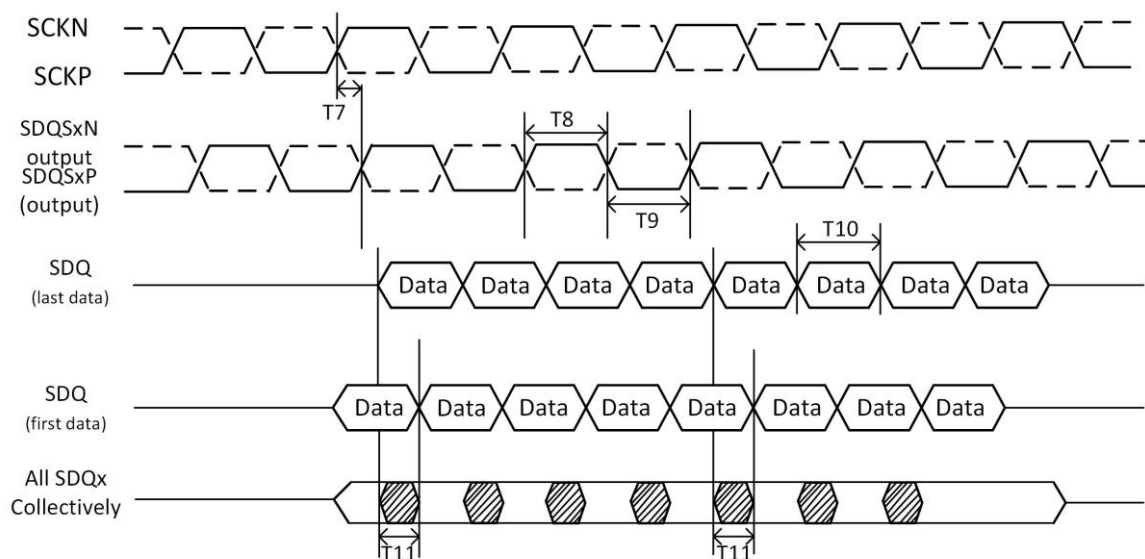 SCKN
SCKP
T7
SDQSxN
output
SDQSxP
(output)
T8
T9
T10
SDQ
(last data)
Data Data Data Data Data Data Data Data
SDQ
(first data)
Data Data Data Data Data Data Data Data
All SDQx
Collectively
T11 T11